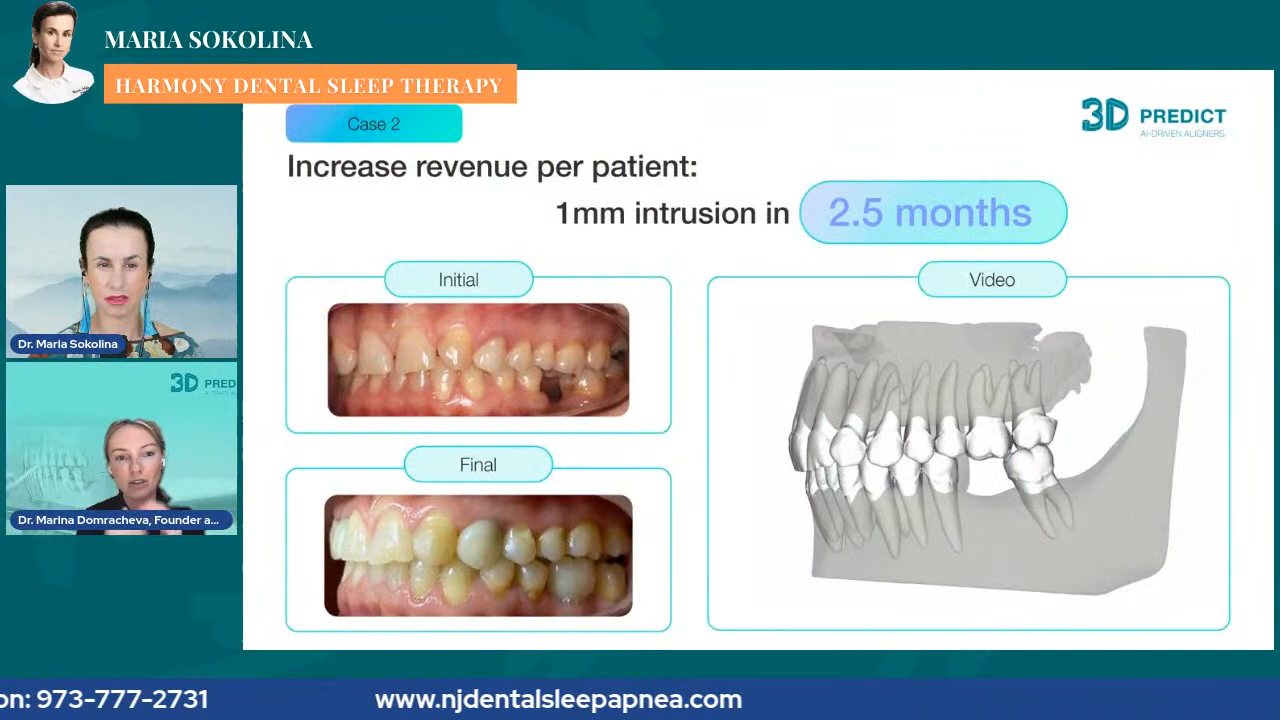 MARIA SOKOLINA
HARMONY DENTAL SLEEP THERAPY
Case 2
3D PREDICT
AI-DRIVEN ALIGNERS
Increase revenue per patient:
1mm intrusion in 2.5 months
Initial
Video
Final
Dr. Maria Sokolina
3D PRED
Dr. Marina Domracheva, Founder a...
on: 973-777-2731
www.njdentalsleepapnea.com